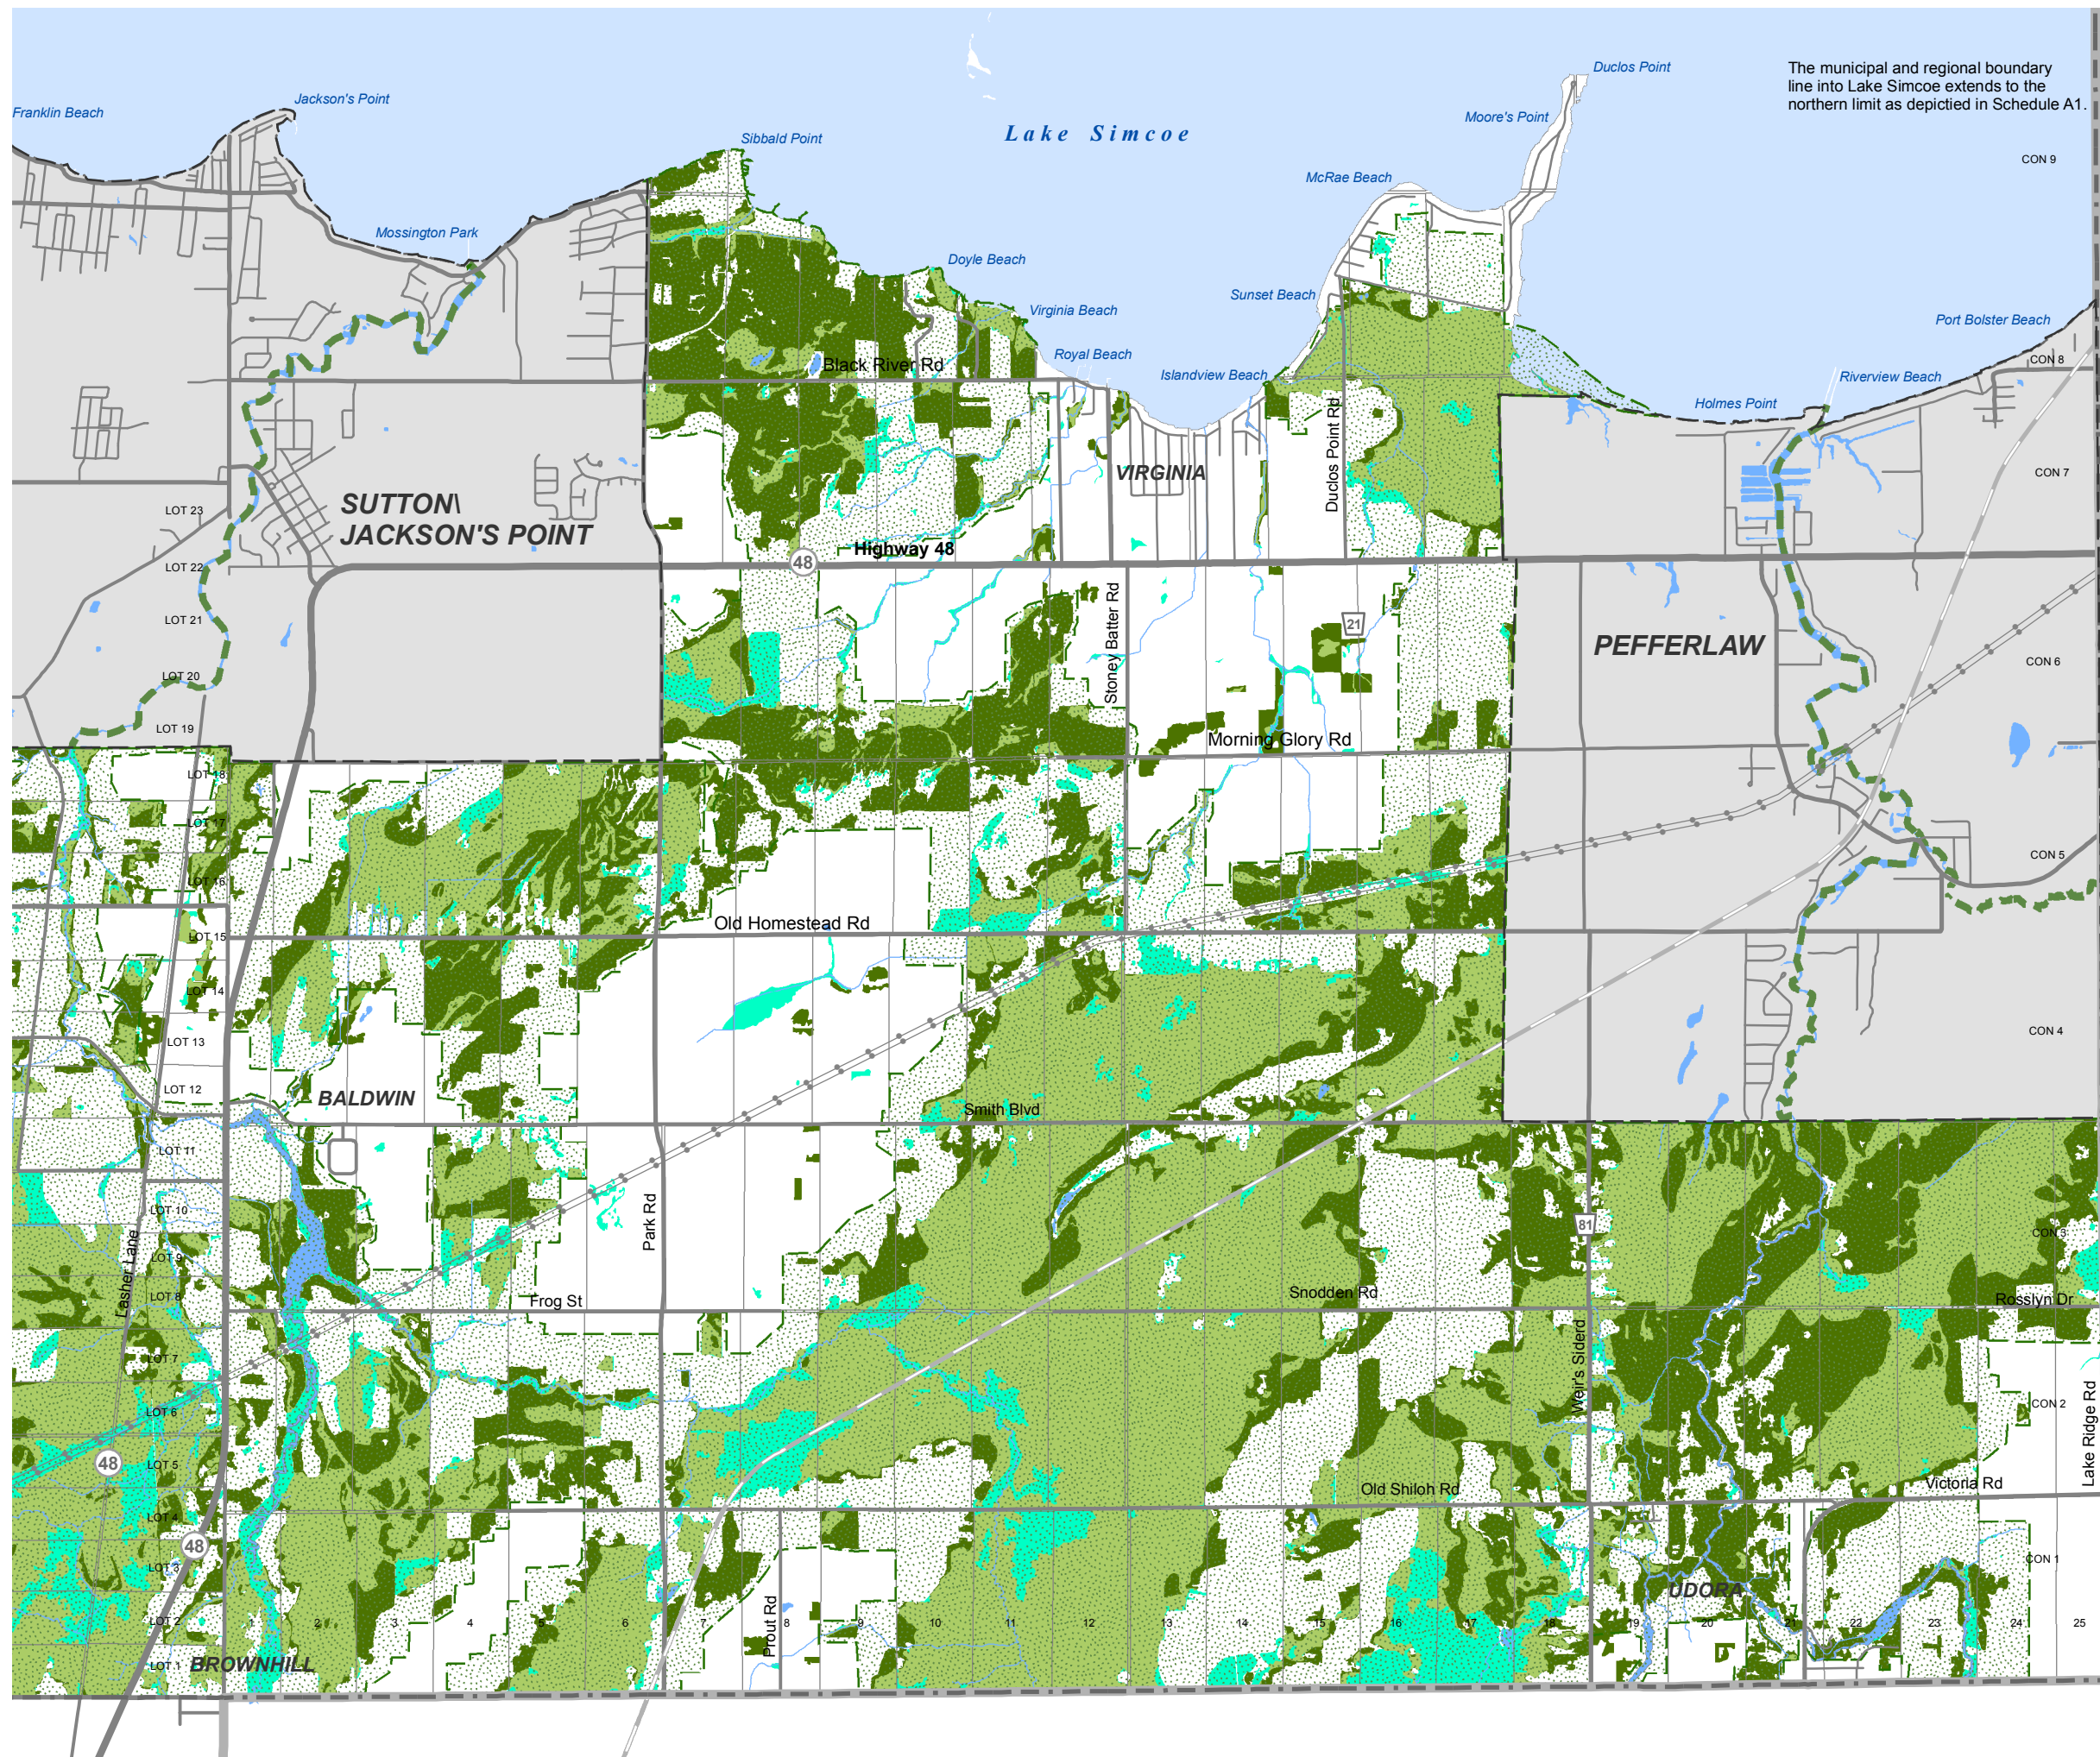 Duclos Point
The municipal and regional boundary
line into Lake Simcoe extends to the
northern limit as depictied in Schedule A1.
Jackson's Point
Franklin Beach
Moore's Point
Lake Simcoe
Sibbald Point
CON 9
McRae Beach
Mossington Park
Doyle Beach
Sunset Beach
Virginia Beach
Port Bolster Beach
Royal Beach
CON 8
Black River Rd
Islandview Beach
Riverview Beach
Holmes Point
Duclos Point Rd
VIRGINIA
CON 7
SUTTON\
JACKSON'S POINT
LOT 23
Highway 48
48
LOT 22
Stoney Batter Rd
21
LOT 21
PEFFERLAW
CON 6
LOT 20
LOT 19
Morning Glory Rd
LOT 18
LOT 17
CON 5
LOT 16
Old Homestead Rd
LOT 15
LOT 14
CON 4
LOT 13
LOT 12
BALDWIN
Smith Blvd
LOT 11
LOT 10
Park Rd
81
CON 3
LOT 9
Lasher Lane
LOT 8
Frog St
Snodden Rd
Rosslyn Dr
LOT 7
Weir's Siderd
LOT 6
CON 2
Lake Ridge Rd
48
LOT 5
Old Shiloh Rd
Victoria Rd
LOT 4
48
LOT 3
CON 1
UDORA
LOT 2
2
3
4
5
6
7
Prout Rd
8
9
10
11
12
13
14
15
16
17
18
19
20
21
22
23
24
25
LOT 1
BROWNHILL